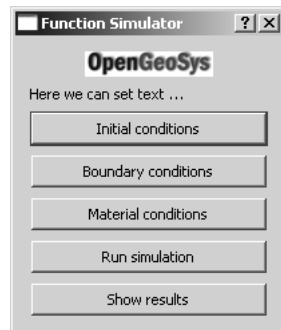 Function Simulator
OpenGeoSys
Here we can set text ...
Initial conditions
Boundary conditions
Material conditions
Run simulation
Show results